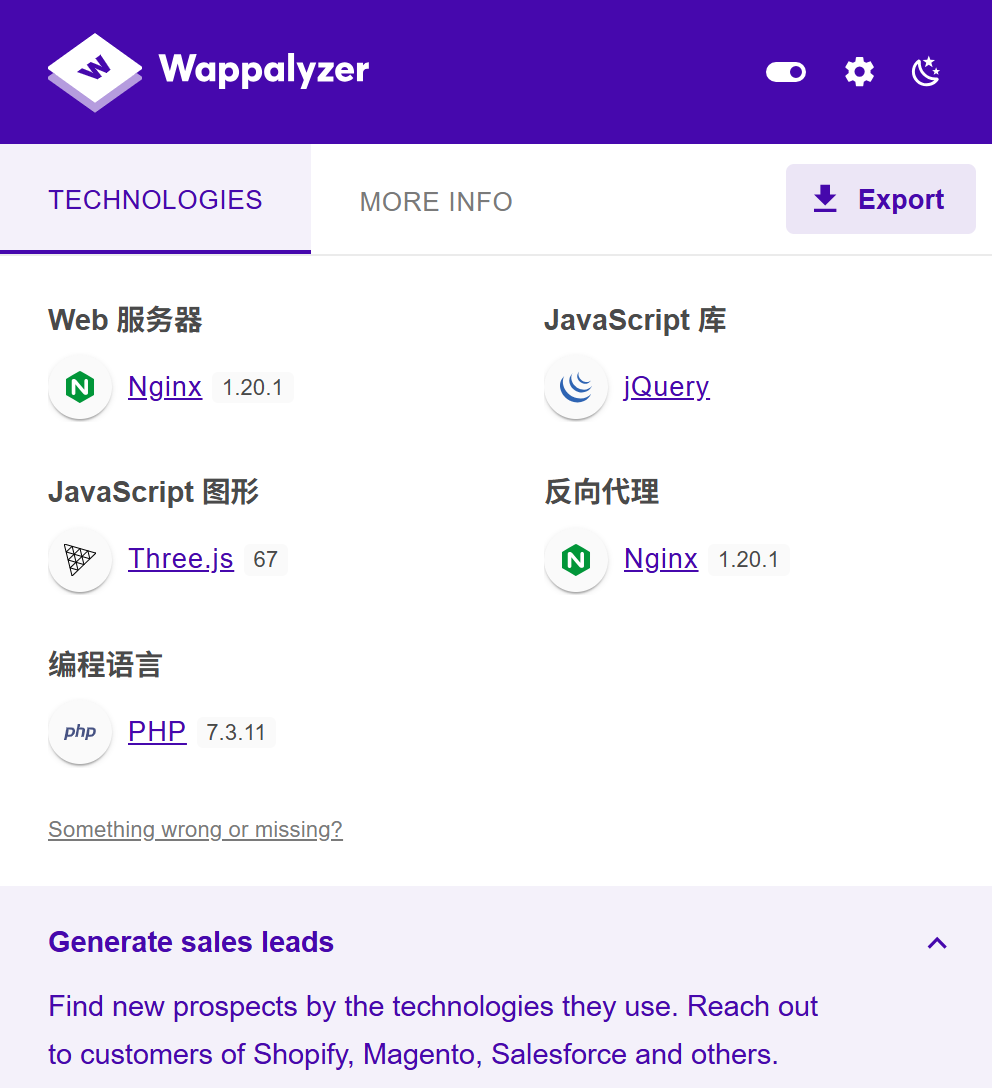 Wappalyzer
TECHNOLOGIES
MORE INFO
Export
Web 服务器
Nginx 1.20.1
JavaScript 库
jQuery
JavaScript 图形
Three.js 67
反向代理
Nginx 1.20.1
编程语言
php
PHP 7.3.11
Something wrong or missing?
Generate sales leads
Find new prospects by the technologies they use. Reach out
to customers of Shopify, Magento, Salesforce and others.